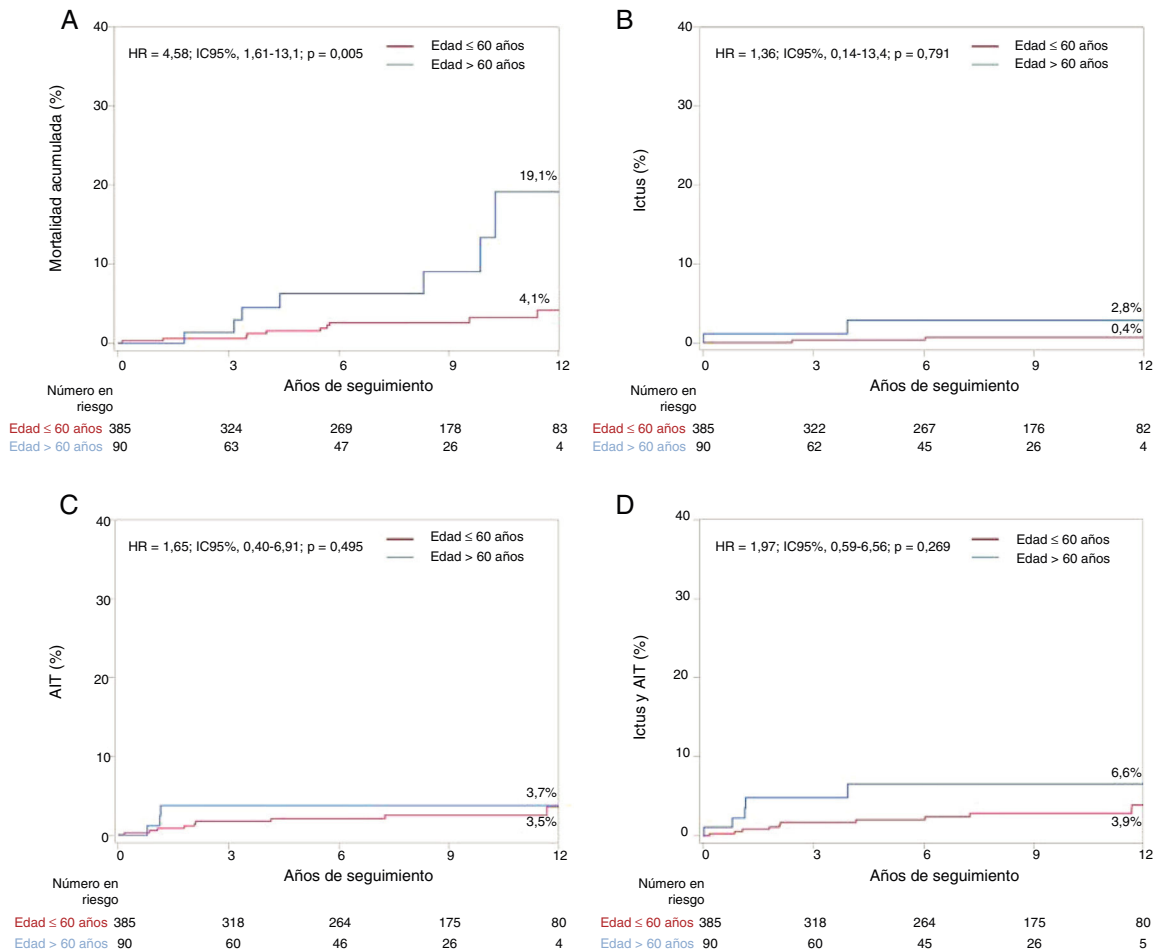 A
Mortalidad acumulada (%)
40
30
20
10
0
HR = 4,58; IC95%, 1,61-13,1; p = 0,005
Edad ≤ 60 años
Edad > 60 años
19,1%
4,1%
0 3 6 9 12
Años de seguimiento
Número en
riesgo
Edad ≤ 60 años 385 324 269 178 83
Edad > 60 años 90 63 47 26 4
B
Ictus (%)
40
30
20
10
0
HR = 1,36; IC95%, 0,14-13,4; p = 0,791
Edad ≤ 60 años
Edad > 60 años
2,8%
0,4%
0 3 6 9 12
Años de seguimiento
Número en
riesgo
Edad ≤ 60 años 385 322 267 176 82
Edad > 60 años 90 62 45 26 4
C
AIT (%)
40
30
20
10
0
HR = 1,65; IC95%, 0,40-6,91; p = 0,495
Edad ≤ 60 años
Edad > 60 años
3,7%
3,5%
0 3 6 9 12
Años de seguimiento
Número en
riesgo
Edad ≤ 60 años 385 318 264 175 80
Edad > 60 años 90 60 46 26 4
D
Ictus y AIT (%)
40
30
20
10
0
HR = 1,97; IC95%, 0,59-6,56; p = 0,269
Edad ≤ 60 años
Edad > 60 años
6,6%
3,9%
0 3 6 9 12
Años de seguimiento
Número en
riesgo
Edad ≤ 60 años 385 318 264 175 80
Edad > 60 años 90 60 45 26 5